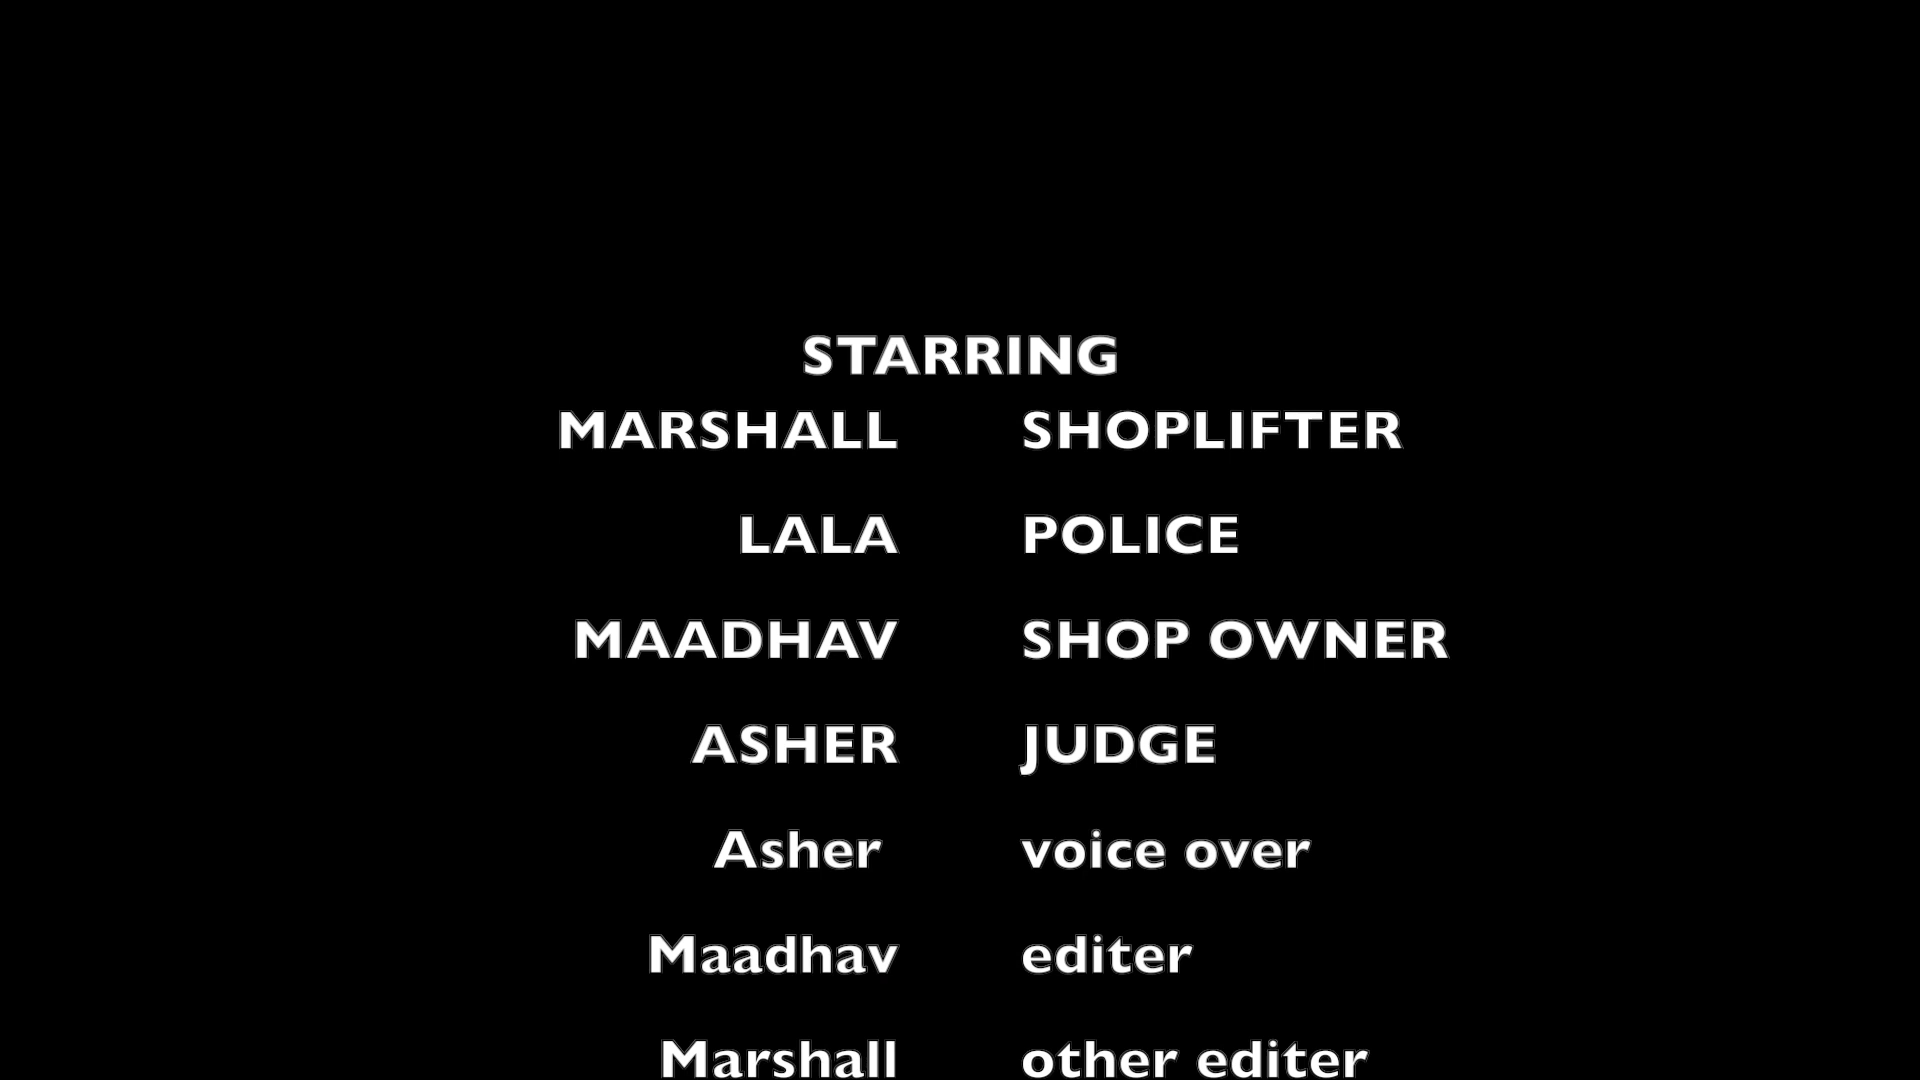 STARRING
MARSHALL SHOPLIFTER
LALA POLICE
MAADHAV SHOP OWNER
ASHER JUDGE
Asher voice over
Maadhav editer
Marshall other editer